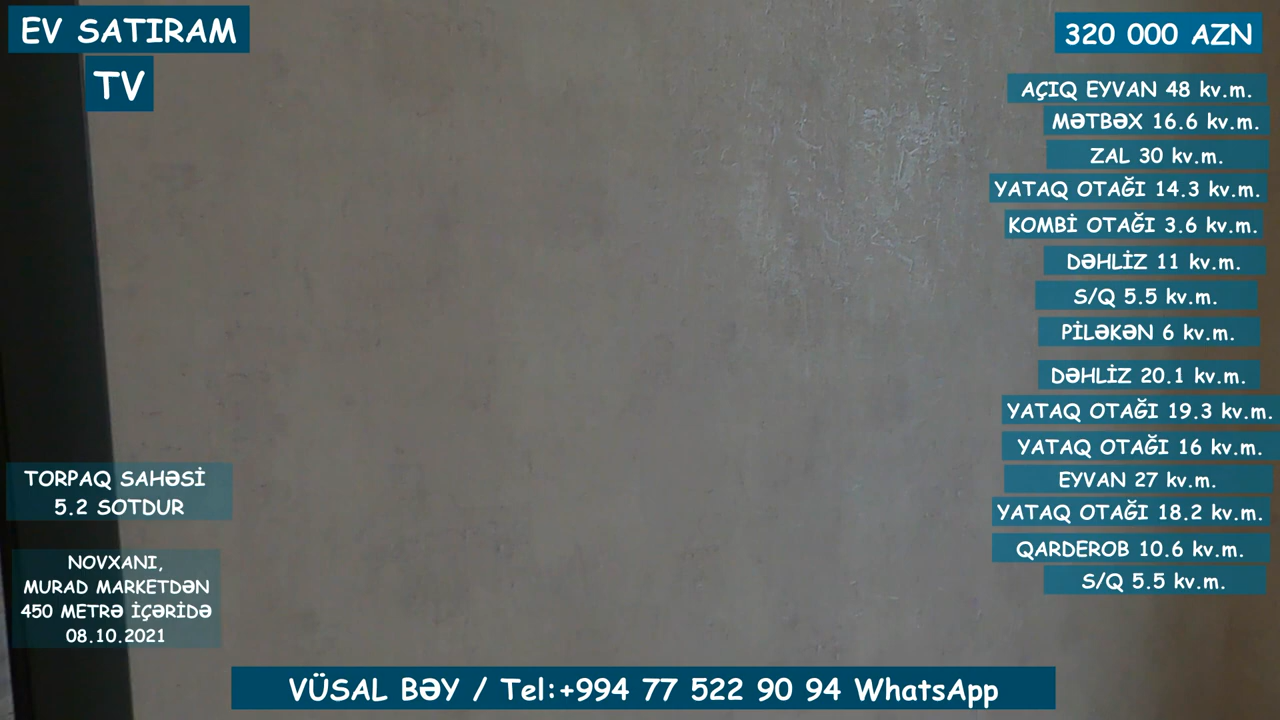 EV SATIRAM
TV
320 000 AZN
AÇIQ EYVAN 48 kv.m.
MƏTBƏX 16.6 kv.m.
ZAL 30 kv.m.
YATAQ OTAĞI 14.3 kv.m.
KOMBİ OTAĞI 3.6 kv.m.
DƏHLİZ 11 kv.m.
S/Q 5.5 kv.m.
PİLƏKƏN 6 kv.m.
DƏHLİZ 20.1 kv.m.
YATAQ OTAĞI 19.3 kv.m.
YATAQ OTAĞI 16 kv.m.
EYVAN 27 kv.m.
YATAQ OTAĞI 18.2 kv.m.
QARDEROB 10.6 kv.m.
S/Q 5.5 kv.m.
TORPAQ SAHƏSİ
5.2 SOTDUR
NOVXANI,
MURAD MARKETDƏN
450 METRƏ İÇƏRİDƏ
08.10.2021
VÜSAL BƏY / Tel:+994 77 522 90 94 WhatsApp